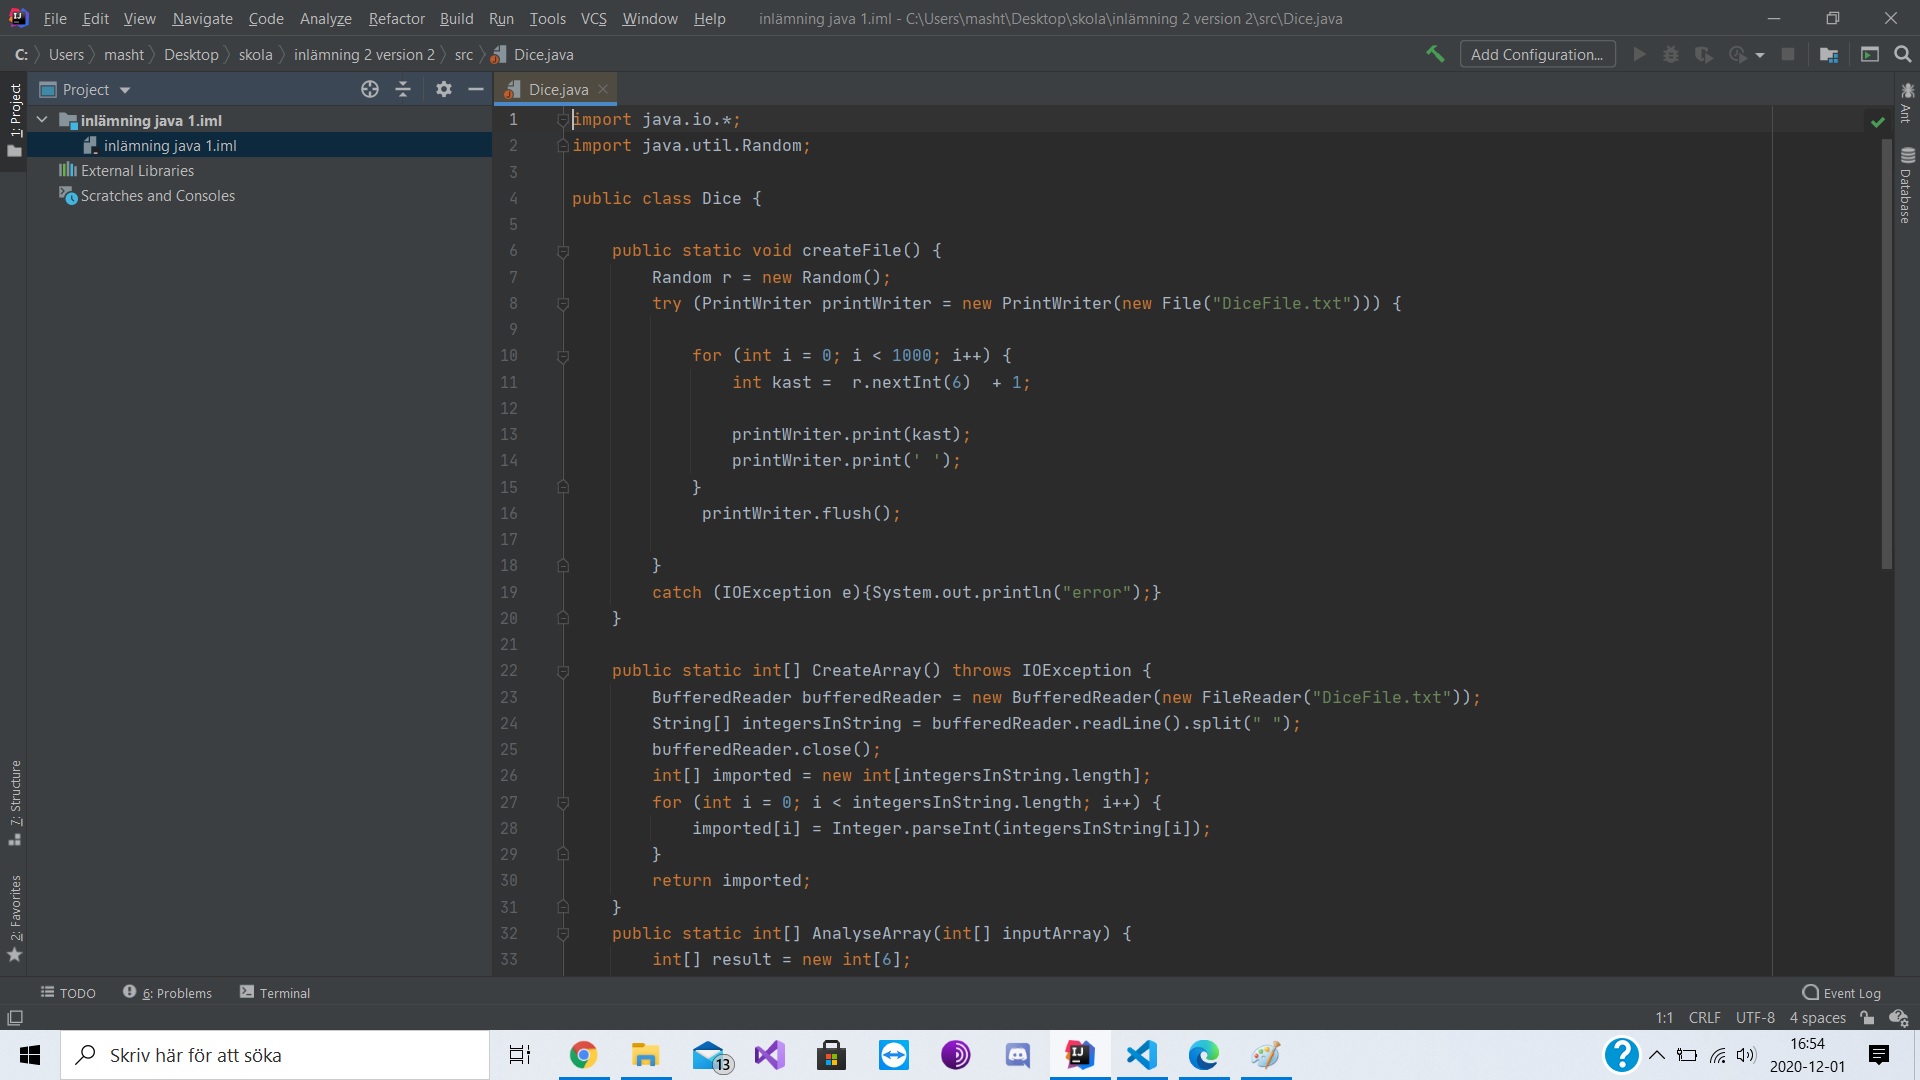 File Edit View Navigate Code Analyze Refactor Build Run Tools VCS Window Help inlämning java 1.iml - C:\Users\masht\Desktop\skola\inlämning 2 version 2\src\Dice.java
C: Users masht Desktop skola inlämning 2 version 2 src Dice.java Add Configuration...
Project Dice.java
1: Project
inlämning java 1.iml
inlämning java 1.iml
External Libraries
Scratches and Consoles
7: Structure
2: Favorites
1 import java.io.*;
2 import java.util.Random;
3
4 public class Dice {
5
6 public static void createFile() {
7 Random r = new Random();
8 try (PrintWriter printWriter = new PrintWriter(new File("DiceFile.txt"))) {
9
10 for (int i = 0; i < 1000; i++) {
11 int kast =  r.nextInt(6)  + 1;
12
13 printWriter.print(kast);
14 printWriter.print(' ');
15 }
16 printWriter.flush();
17
18 }
19 catch (IOException e){System.out.println("error");}
20 }
21
22 public static int[] CreateArray() throws IOException {
23 BufferedReader bufferedReader = new BufferedReader(new FileReader("DiceFile.txt"));
24 String[] integersInString = bufferedReader.readLine().split(" ");
25 bufferedReader.close();
26 int[] imported = new int[integersInString.length];
27 for (int i = 0; i < integersInString.length; i++) {
28 imported[i] = Integer.parseInt(integersInString[i]);
29 }
30 return imported;
31 }
32 public static int[] AnalyseArray(int[] inputArray) {
33 int[] result = new int[6];
Ant
Database
TODO 6: Problems Terminal Event Log
1:1 CRLF UTF-8 4 spaces
Skriv här för att söka 13 16:54
2020-12-01